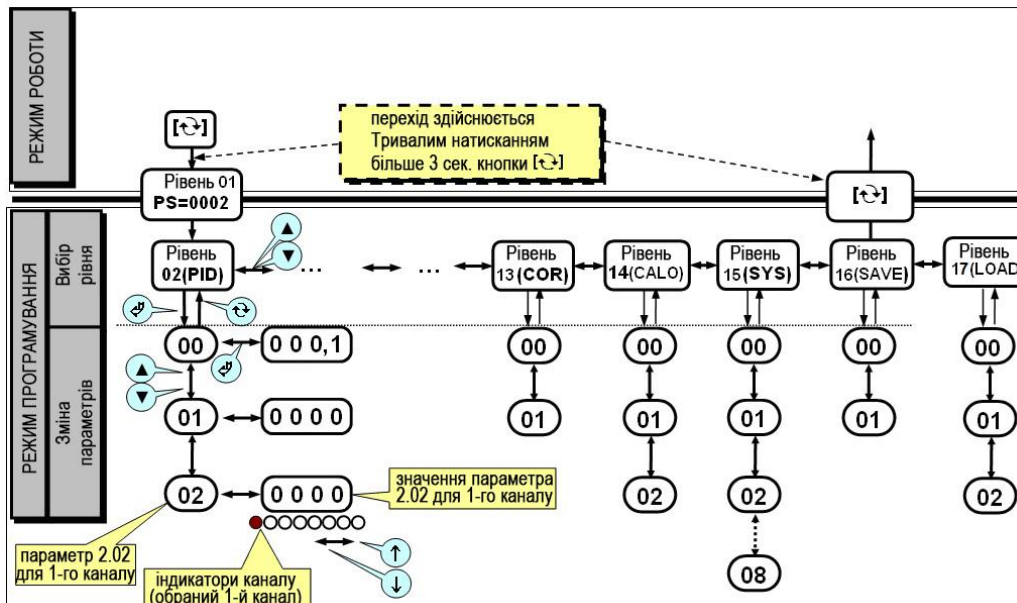 РЕЖИМ РОБОТИ
перехід здійснюється
Тривалим натисканням
більше 3 сек. кнопки [ ]
[ ]
[ ]
Рівень 01
PS=0002
РЕЖИМ ПРОГРАМУВАННЯ
Вибір
рівня
Рівень
02(PID)
▲
▼
...
...
Рівень
13(COR)
Рівень
14(CALO)
Рівень
15(SYS)
Рівень
16(SAVE)
Рівень
17(LOAD
Зміна
параметрів
00
0 0 0,1
00
00
00
00
00
▲
▼
01
0 0 0 0
01
01
01
01
01
02
0 0 0 0
значення параметра
2.02 для 1-го каналу
02
02
02
параметр 2.02
для 1-го каналу
індикатори каналу
(обраний 1-й канал)
↑
↓
08